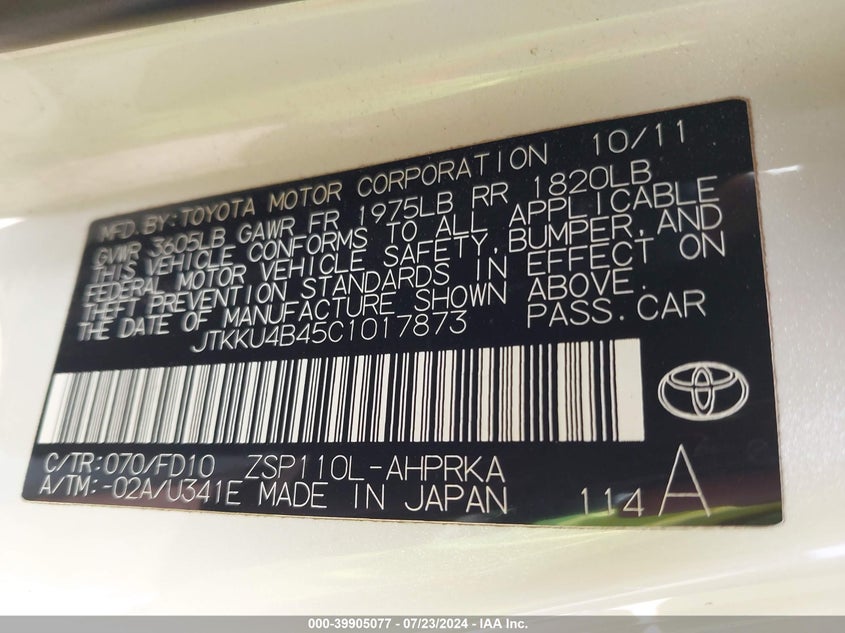 MFD.BY:TOYOTA MOTOR CORPORATION 10/11
GVWR 3605LB GAWR FR 1975LB RR 1820LB
THIS VEHICLE CONFORMS TO ALL APPLICABLE
FEDERAL MOTOR VEHICLE SAFETY, BUMPER, AND
THEFT PREVENTION STANDARDS IN EFFECT ON
THE DATE OF MANUFACTURE SHOWN ABOVE.
JTKKU4B45C1017873 PASS.CAR
C/TR:070/FD10 ZSP110L-AHPRKA
A/TM:-02A/U341E MADE IN JAPAN 114 A
000-39905077 - 07/23/2024 - IAA Inc.